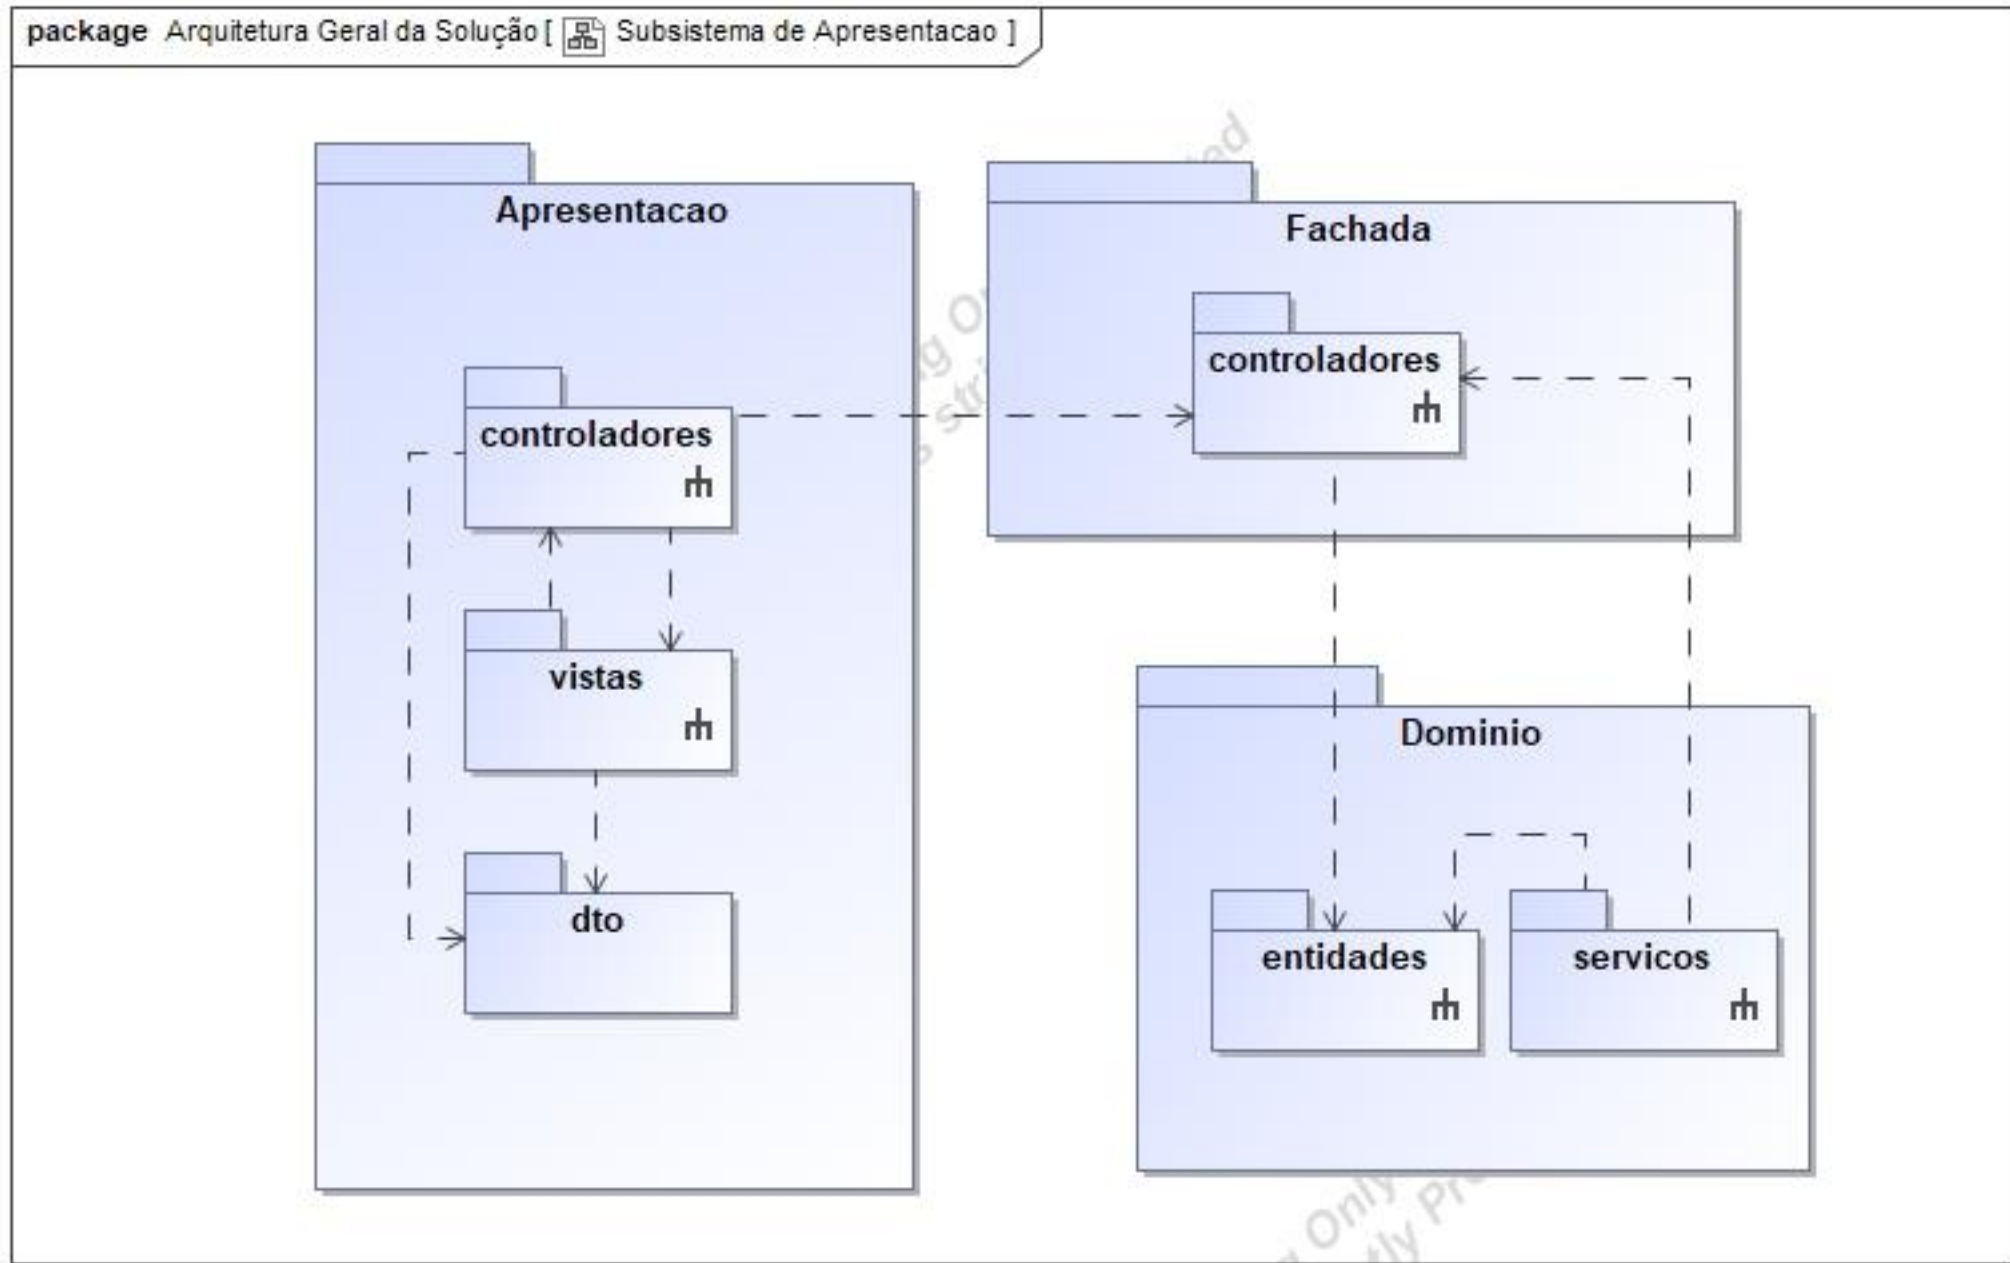 package Arquitetura Geral da Solução [ Subsistema de Apresentacao ]
Apresentacao
controladores
vistas
dto
Fachada
controladores
Dominio
entidades
servicos